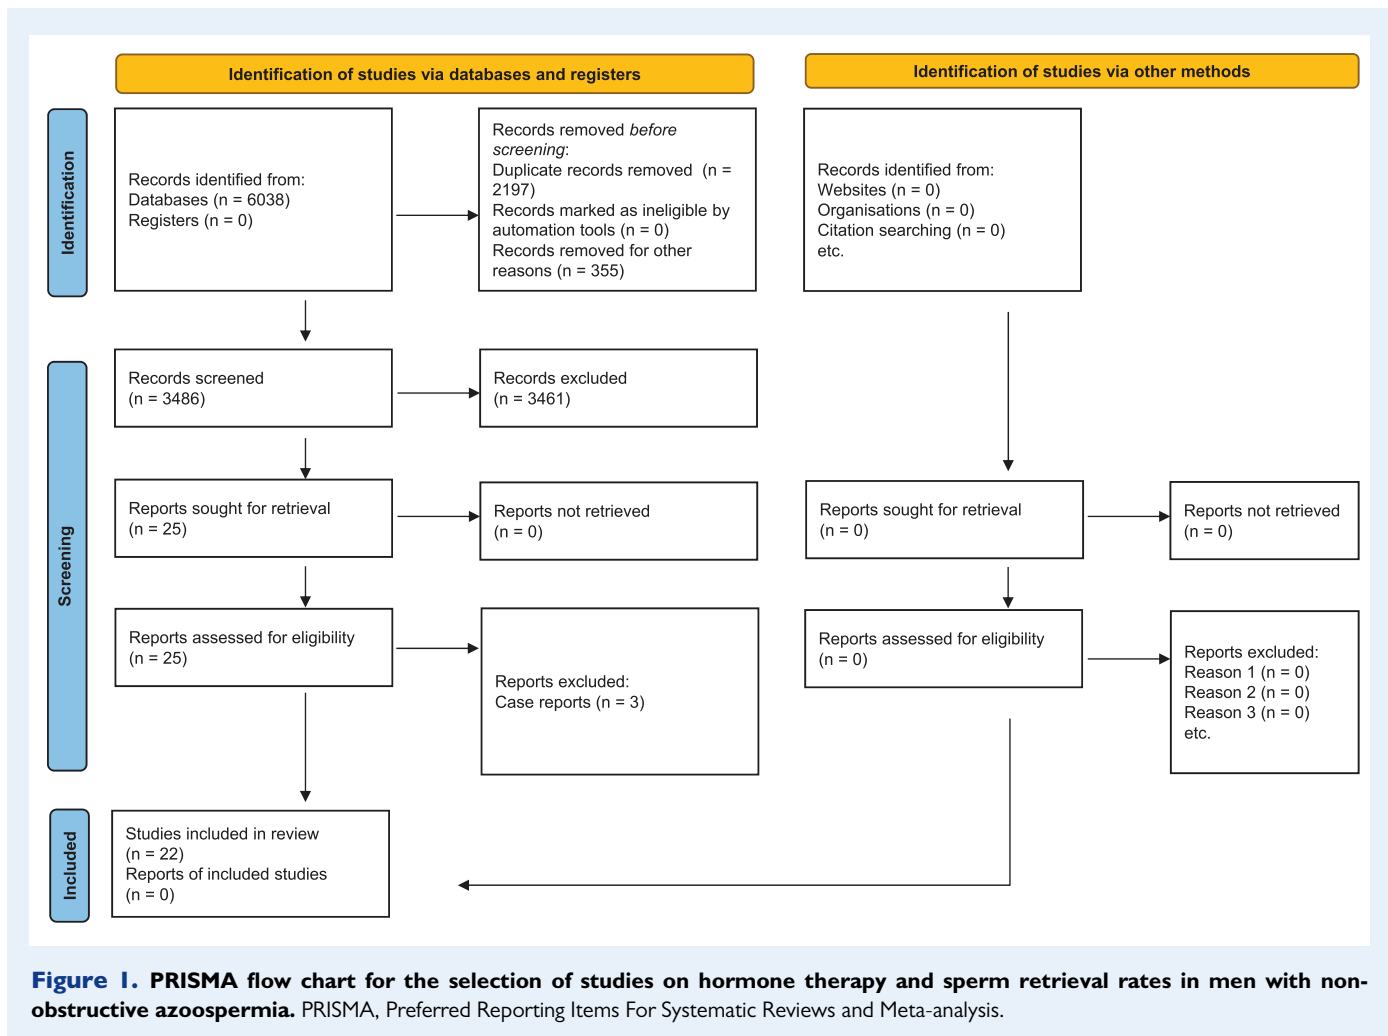 Identification of studies via databases and registers
Identification of studies via other methods
Identification
Records identified from:
Databases (n = 6038)
Registers (n = 0)
Records removed before
screening:
Duplicate records removed (n =
2197)
Records marked as ineligible by
automation tools (n = 0)
Records removed for other
reasons (n = 355)
Records identified from:
Websites (n = 0)
Organisations (n = 0)
Citation searching (n = 0)
etc.
Screening
Records screened
(n = 3486)
Records excluded
(n = 3461)
Reports sought for retrieval
(n = 25)
Reports not retrieved
(n = 0)
Reports sought for retrieval
(n = 0)
Reports not retrieved
(n = 0)
Reports assessed for eligibility
(n = 25)
Reports excluded:
Case reports (n = 3)
Reports assessed for eligibility
(n = 0)
Reports excluded:
Reason 1 (n = 0)
Reason 2 (n = 0)
Reason 3 (n = 0)
etc.
Included
Studies included in review
(n = 22)
Reports of included studies
(n = 0)
Figure 1. PRISMA flow chart for the selection of studies on hormone therapy and sperm retrieval rates in men with non-
obstructive azoospermia. PRISMA, Preferred Reporting Items For Systematic Reviews and Meta-analysis.